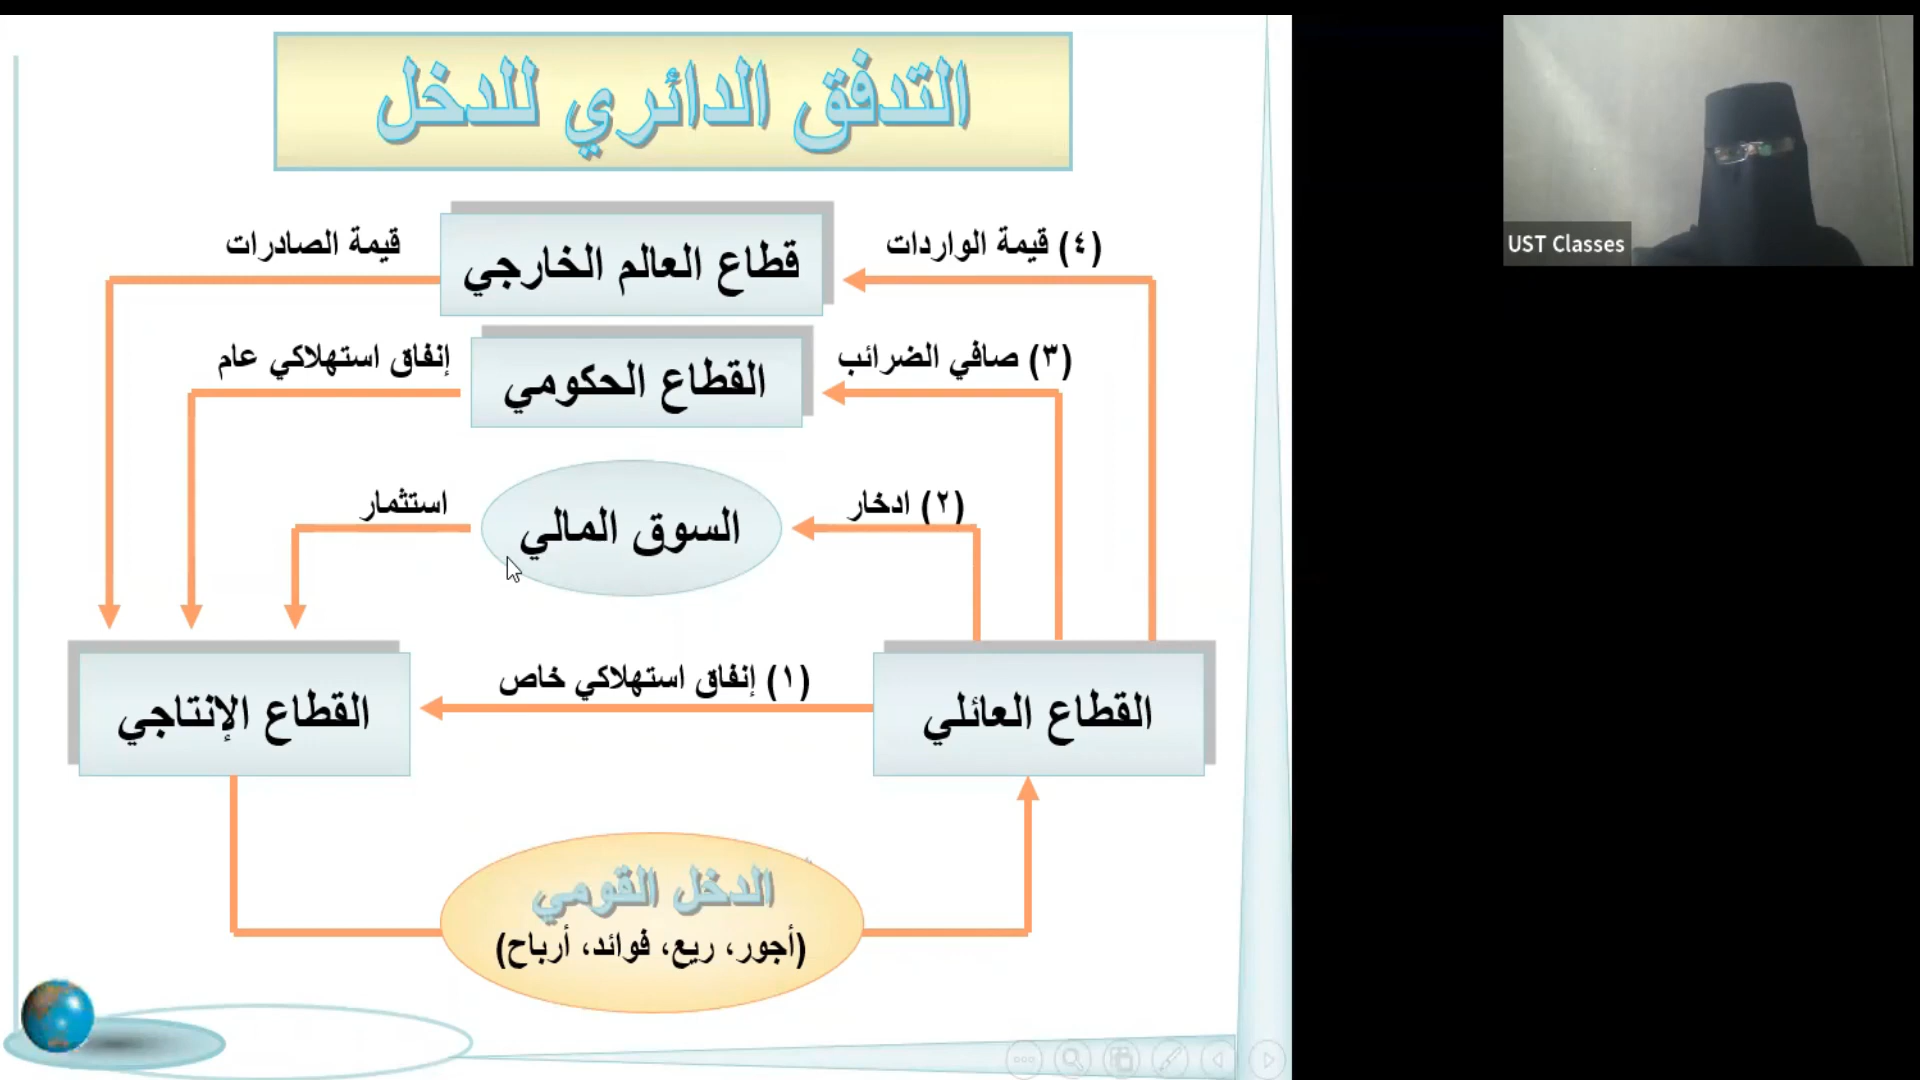 التدفق الدائري للدخل
UST Classes
(٤) قيمة الواردات
قطاع العالم الخارجي
قيمة الصادرات
(٣) صافي الضرائب
القطاع الحكومي
إنفاق استهلاكي عام
(٢) ادخار
السوق المالي
استثمار
القطاع العائلي
(١) إنفاق استهلاكي خاص
القطاع الإنتاجي
الدخل القومي
(أجور، ريع، فوائد، أرباح)